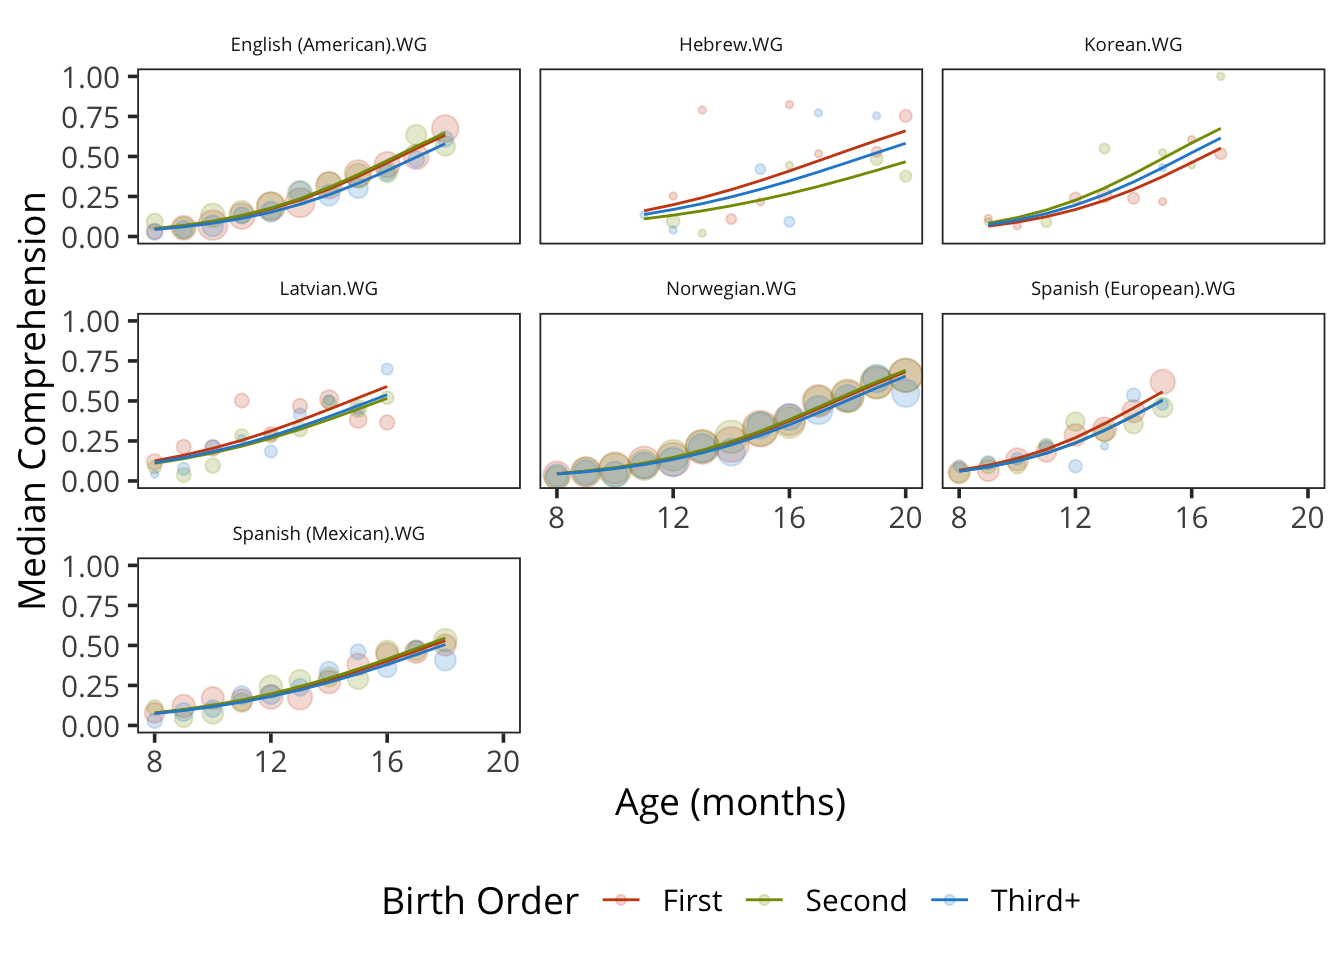 English (American).WG
Hebrew.WG
Korean.WG
1.00
0.75
0.50
0.25
0.00
Latvian.WG
Norwegian.WG
Spanish (European).WG
1.00
0.75
0.50
0.25
0.00
8 12 16 20
8 12 16 20
Spanish (Mexican).WG
1.00
0.75
0.50
0.25
0.00
8 12 16 20
Median Comprehension
Age (months)
Birth Order First Second Third+